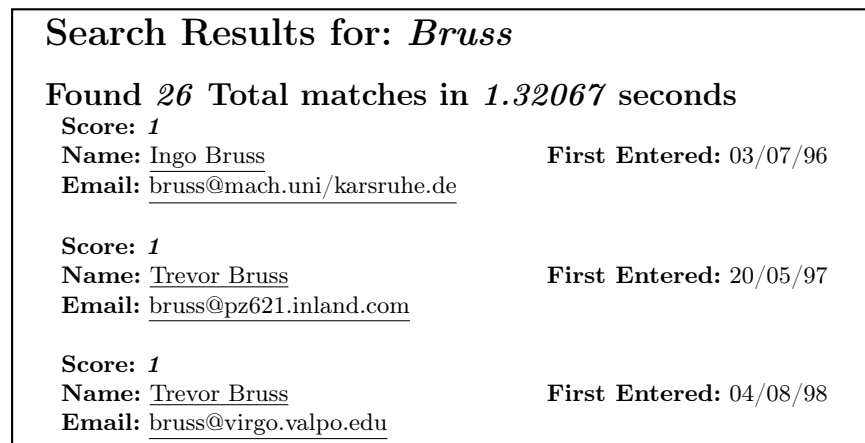 Search Results for: Bruss
Found 26 Total matches in 1.32067 seconds
Score: 1
Name: Ingo Bruss First Entered: 03/07/96
Email: bruss@mach.uni/karsruhe.de
Score: 1
Name: Trevor Bruss First Entered: 20/05/97
Email: bruss@pz621.inland.com
Score: 1
Name: Trevor Bruss First Entered: 04/08/98
Email: bruss@virgo.valpo.edu